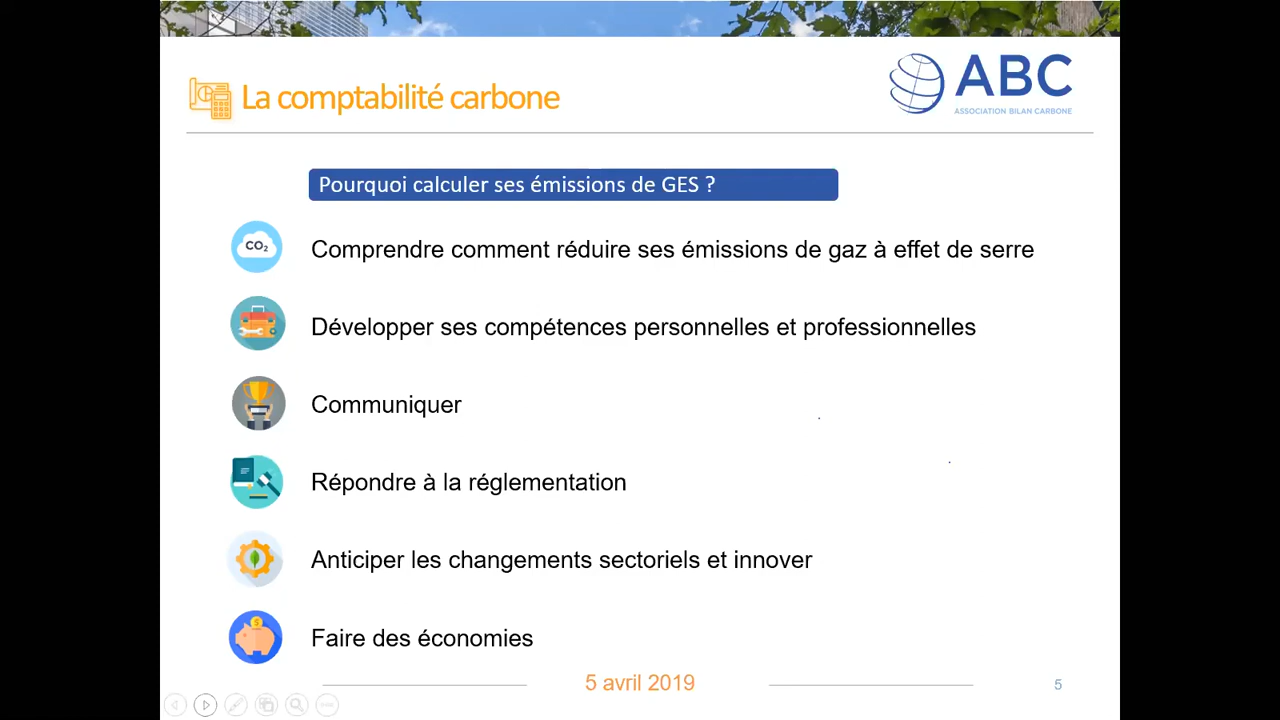 La comptabilité carbone
ABC
ASSOCIATION BILAN CARBONE
Pourquoi calculer ses émissions de GES ?
CO₂
Comprendre comment réduire ses émissions de gaz à effet de serre
Développer ses compétences personnelles et professionnelles
Communiquer
Répondre à la réglementation
Anticiper les changements sectoriels et innover
$
Faire des économies
5 avril 2019
5